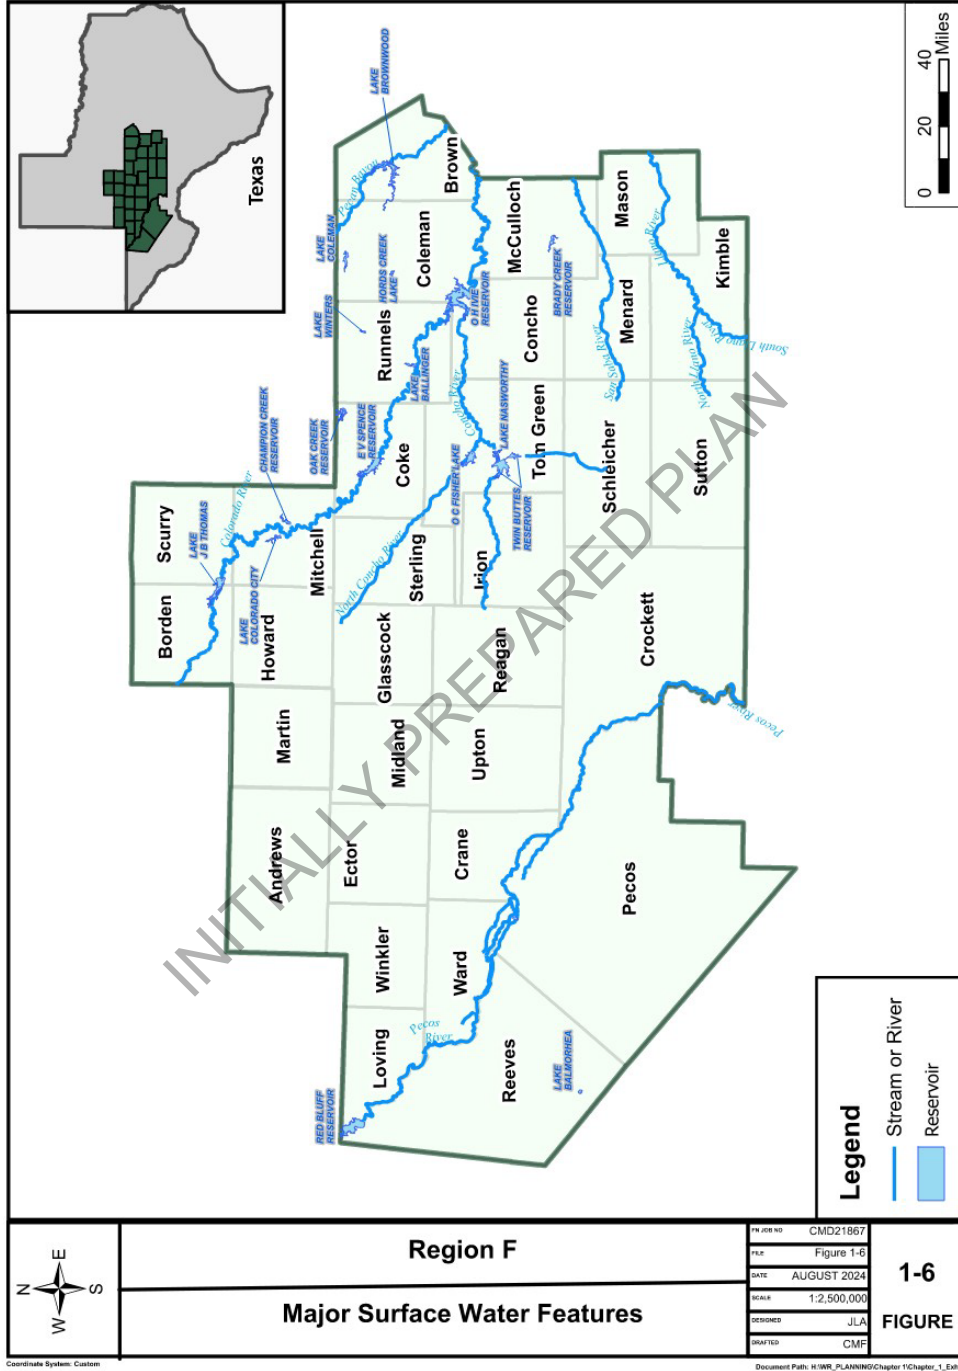 Texas
0 20 40
Miles
LAKE
BROWNWOOD
Pecan Bayou
Brown
LAKE
COLEMAN
Coleman
HORDS CREEK
LAKE
LAKE
WINTERS
Runnels
McCulloch
BRADY CREEK
RESERVOIR
Mason
Llano River
Kimble
O H IVIE
RESERVOIR
Concho
Menard
San Saba River
North Llano River
South Llano River
LAKE
BALLINGER
Concho River
LAKE NASWORTHY
Tom Green
Schleicher
Sutton
CHAMPION CREEK
RESERVOIR
OAK CREEK
RESERVOIR
E V SPENCE
RESERVOIR
Coke
O C FISHER LAKE
TWIN BUTTES
RESERVOIR
Scurry
Colorado River
LAKE
J B THOMAS
Mitchell
North Concho River
Sterling
Irion
Borden
LAKE
COLORADO CITY
Howard
Glasscock
Reagan
Crockett
Martin
Midland
Upton
Pecos River
Andrews
Ector
Crane
Pecos
Winkler
Ward
Loving
Pecos
River
Reeves
LAKE
BALMORHEA
RED BLUFF
RESERVOIR
INITIALLY PREPARED PLAN
Legend
Stream or River
Reservoir
N
W E
S
Region F
Major Surface Water Features
FN JOB NO CMD21867
FILE Figure 1-6
DATE AUGUST 2024
SCALE 1:2,500,000
DESIGNED JLA
DRAFTED CMF
1-6
FIGURE
Coordinate System: Custom
Document Path: H:\WR_PLANNING\Chapter 1\Chapter_1_Exh